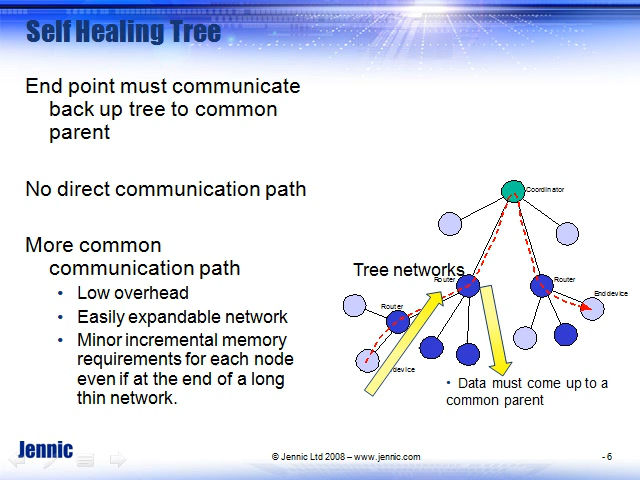 Self Healing Tree
End point must communicate
back up tree to common
parent
No direct communication path
More common
communication path
• Low overhead
• Easily expandable network
• Minor incremental memory
requirements for each node
even if at the end of a long
thin network.
Coordinator
Tree networks
Router
Router
End device
Router
device
• Data must come up to a
common parent
Jennic
© Jennic Ltd 2008 – www.jennic.com
- 6